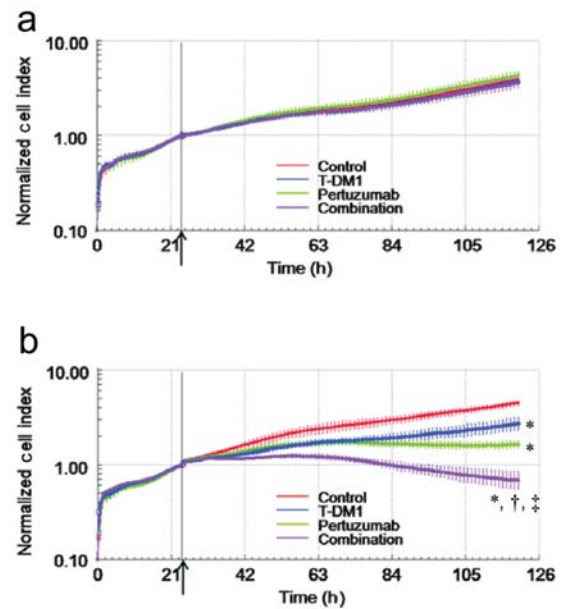 a
10.00
1.00
0.10
Normalized cell index
Control
T-DM1
Pertuzumab
Combination
0 21 42 63 84 105 126
Time (h)
b
10.00
1.00
0.10
Normalized cell index
*
*
*, †, ‡
Control
T-DM1
Pertuzumab
Combination
0 21 42 63 84 105 126
Time (h)